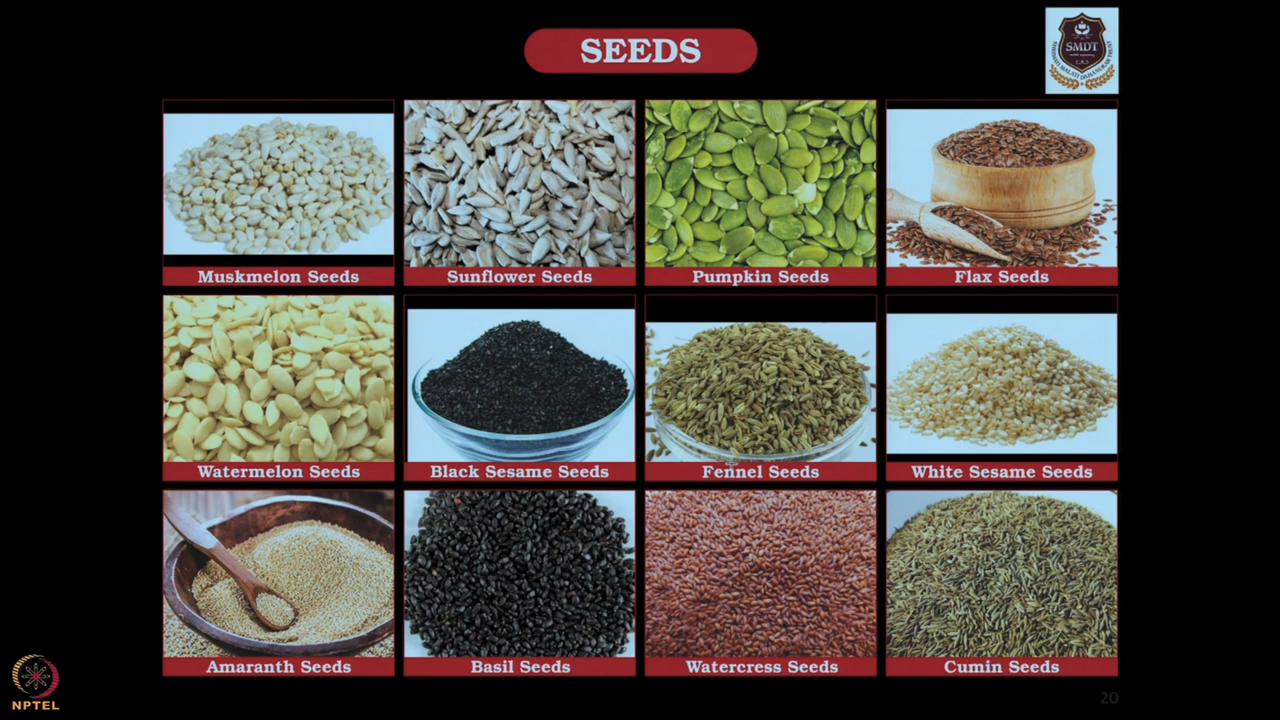 SEEDS
SMDT
Muskmelon Seeds
Sunflower Seeds
Pumpkin Seeds
Flax Seeds
Watermelon Seeds
Black Sesame Seeds
Fennel Seeds
White Sesame Seeds
Amaranth Seeds
Basil Seeds
Watercress Seeds
Cumin Seeds
NPTEL
20